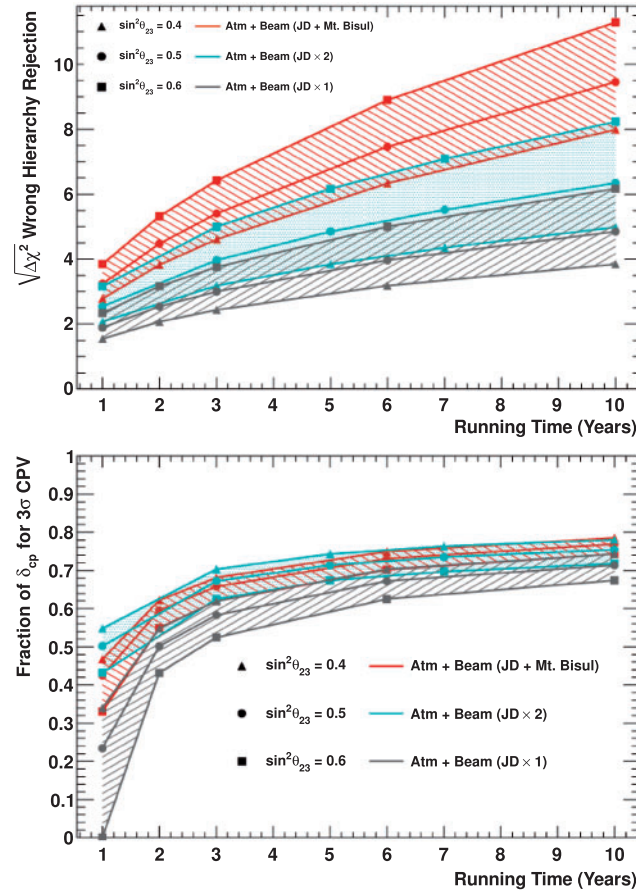 sin²θ₂₃ = 0.4 Atm + Beam (JD + Mt. Bisul)
sin²θ₂₃ = 0.5 Atm + Beam (JD × 2)
sin²θ₂₃ = 0.6 Atm + Beam (JD × 1)
√Δχ² Wrong Hierarchy Rejection
10
8
6
4
2
0
1 2 3 4 5 6 7 8 9 10
Running Time (Years)
Fraction of δcp for 3σ CPV
1
0.9
0.8
0.7
0.6
0.5
0.4
0.3
0.2
0.1
0
sin²θ₂₃ = 0.4 Atm + Beam (JD + Mt. Bisul)
sin²θ₂₃ = 0.5 Atm + Beam (JD × 2)
sin²θ₂₃ = 0.6 Atm + Beam (JD × 1)
1 2 3 4 5 6 7 8 9 10
Running Time (Years)